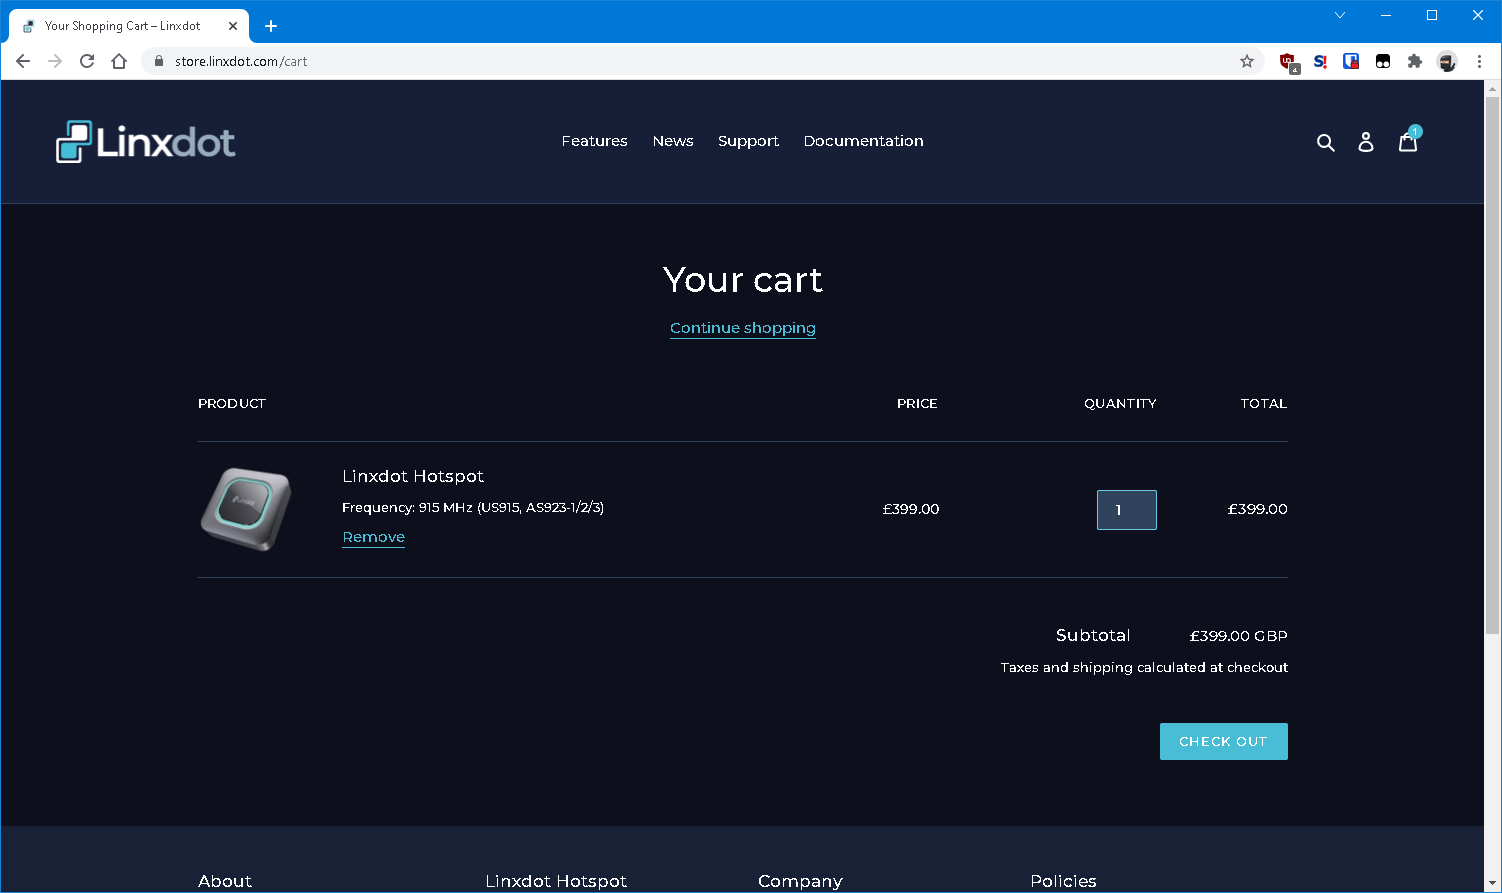 Your Shopping Cart – Linxdot
store.linxdot.com/cart
4
S!
Linxdot
Features News Support Documentation
1
Your cart
Continue shopping
PRODUCT PRICE QUANTITY TOTAL
Linxdot Hotspot
Frequency: 915 MHz (US915, AS923-1/2/3)
£399.00 1 £399.00
Remove
Subtotal £399.00 GBP
Taxes and shipping calculated at checkout
CHECK OUT
About Linxdot Hotspot Company Policies